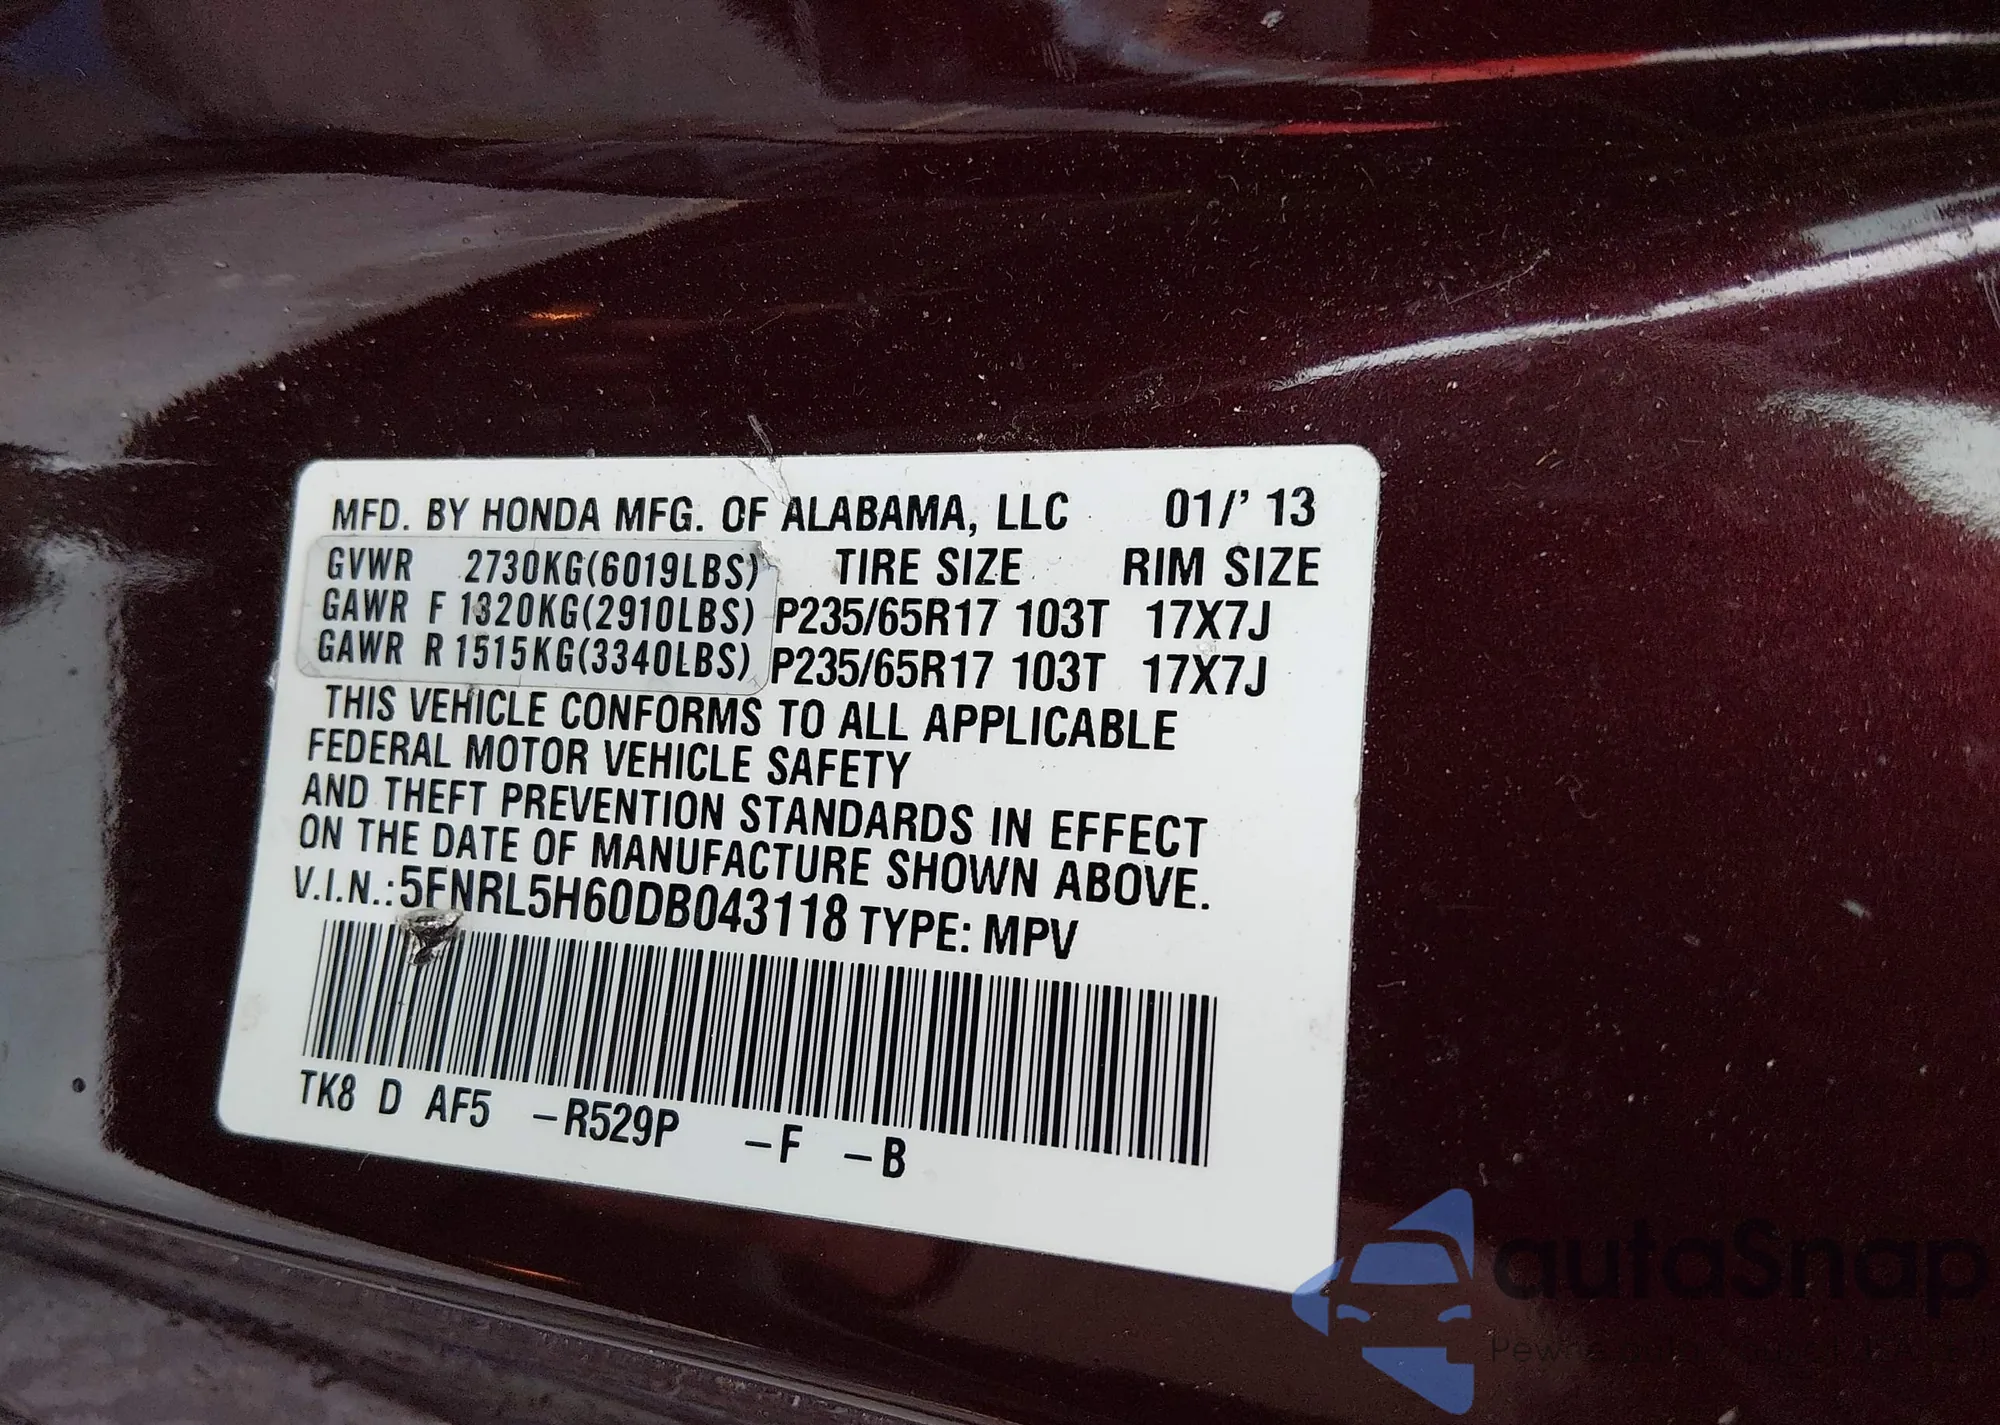 MFD. BY HONDA MFG. OF ALABAMA, LLC 01/' 13
GVWR 2730KG(6019LBS) TIRE SIZE RIM SIZE
GAWR F 1320KG(2910LBS) P235/65R17 103T 17X7J
GAWR R 1515KG(3340LBS) P235/65R17 103T 17X7J
THIS VEHICLE CONFORMS TO ALL APPLICABLE
FEDERAL MOTOR VEHICLE SAFETY
AND THEFT PREVENTION STANDARDS IN EFFECT
ON THE DATE OF MANUFACTURE SHOWN ABOVE.
V.I.N.: 5FNRL5H60DB043118 TYPE: MPV
TK8 D AF5 –R529P –F –B
autaSnap
Pewne auta